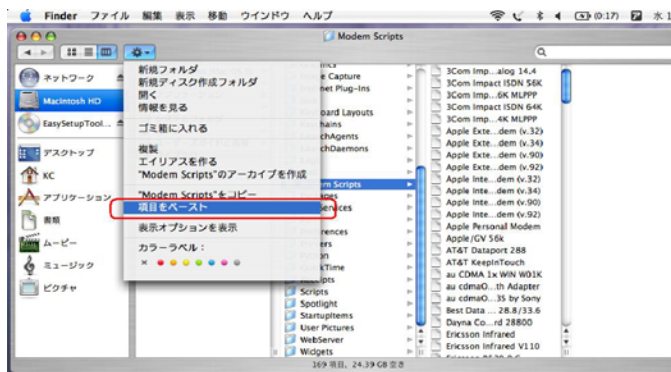 Finder ファイル 編集 表示 移動 ウインドウ ヘルプ
(0:17)
水
Modem Scripts
ネットワーク
Macintosh HD
EasySetupTool...
デスクトップ
KC
アプリケーション
書類
ムービー
ミュージック
ピクチャ
新規フォルダ
新規ディスク作成フォルダ
開く
情報を見る
ゴミ箱に入れる
複製
エイリアスを作る
"Modem Scripts"のアーカイブを作成
"Modem Scripts"をコピー
項目をペースト
表示オプションを表示
カラーラベル：
e Capture
net Plug-Ins
oard Layouts
hains
chAgents
chDaemons
em Scripts
Services
erences
Receipts
Scripts
Spotlight
StartupItems
User Pictures
WebServer
Widgets
3Com Imp...alog 14.4
3Com Impact ISDN 56K
3Com Imp...6K MLPPP
3Com Impact ISDN 64K
3Com Imp...4K MLPPP
Apple Exte...dem (v.32)
Apple Exte...dem (v.34)
Apple Exte...dem (v.90)
Apple Exte...dem (v.92)
Apple Inte...dem (v.32)
Apple Inte...dem (v.34)
Apple Inte...dem (v.90)
Apple Inte...dem (v.92)
Apple Personal Modem
Apple/GV 56k
AT&T Dataport 288
AT&T KeepInTouch
au CDMA 1x WIN W01K
au cdmaO...th Adapter
au cdmaO...3S by Sony
Best Data ... 28.8/33.6
Dayna Co...rd 28800
Ericsson Infrared
Ericsson Infrared V110
169 項目、24.39 GB 空き